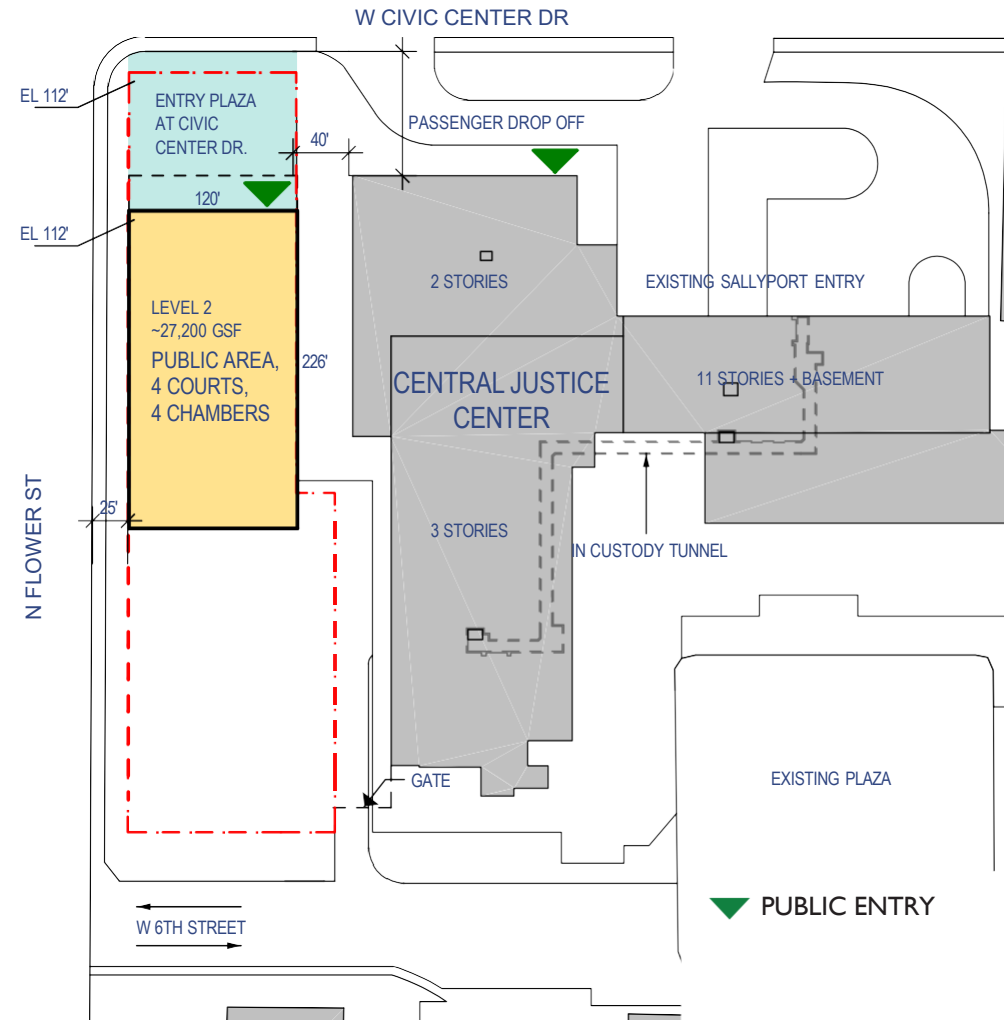 W CIVIC CENTER DR
EL 112'
ENTRY PLAZA
AT CIVIC
CENTER DR.
PASSENGER DROP OFF
40'
120'
EL 112'
LEVEL 2
~27,200 GSF
PUBLIC AREA,
4 COURTS,
4 CHAMBERS
226'
25'
N FLOWER ST
2 STORIES
EXISTING SALLYPORT ENTRY
CENTRAL JUSTICE
CENTER
11 STORIES + BASEMENT
3 STORIES
IN CUSTODY TUNNEL
GATE
EXISTING PLAZA
W 6TH STREET
PUBLIC ENTRY